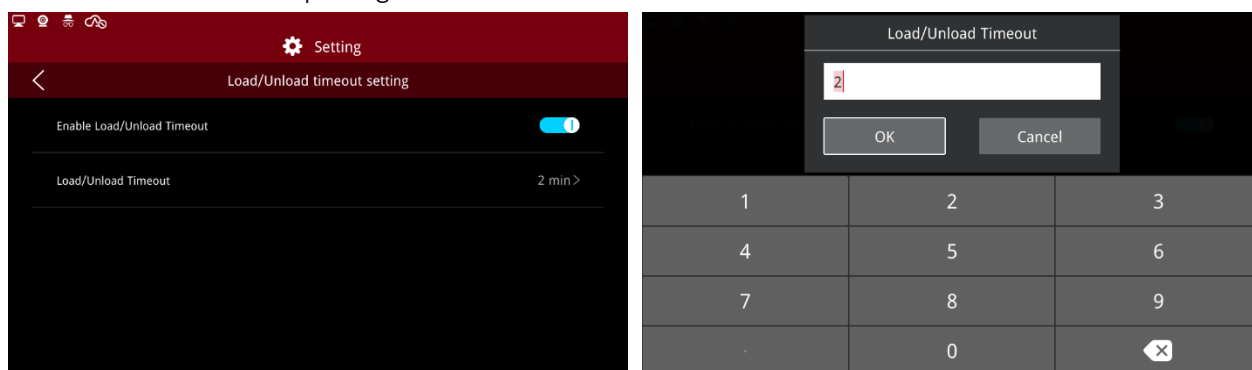 Setting
Load/Unload timeout setting
Enable Load/Unload Timeout
Load/Unload Timeout 2 min >
Load/Unload Timeout
2
OK Cancel
1 2 3
4 5 6
7 8 9
. 0